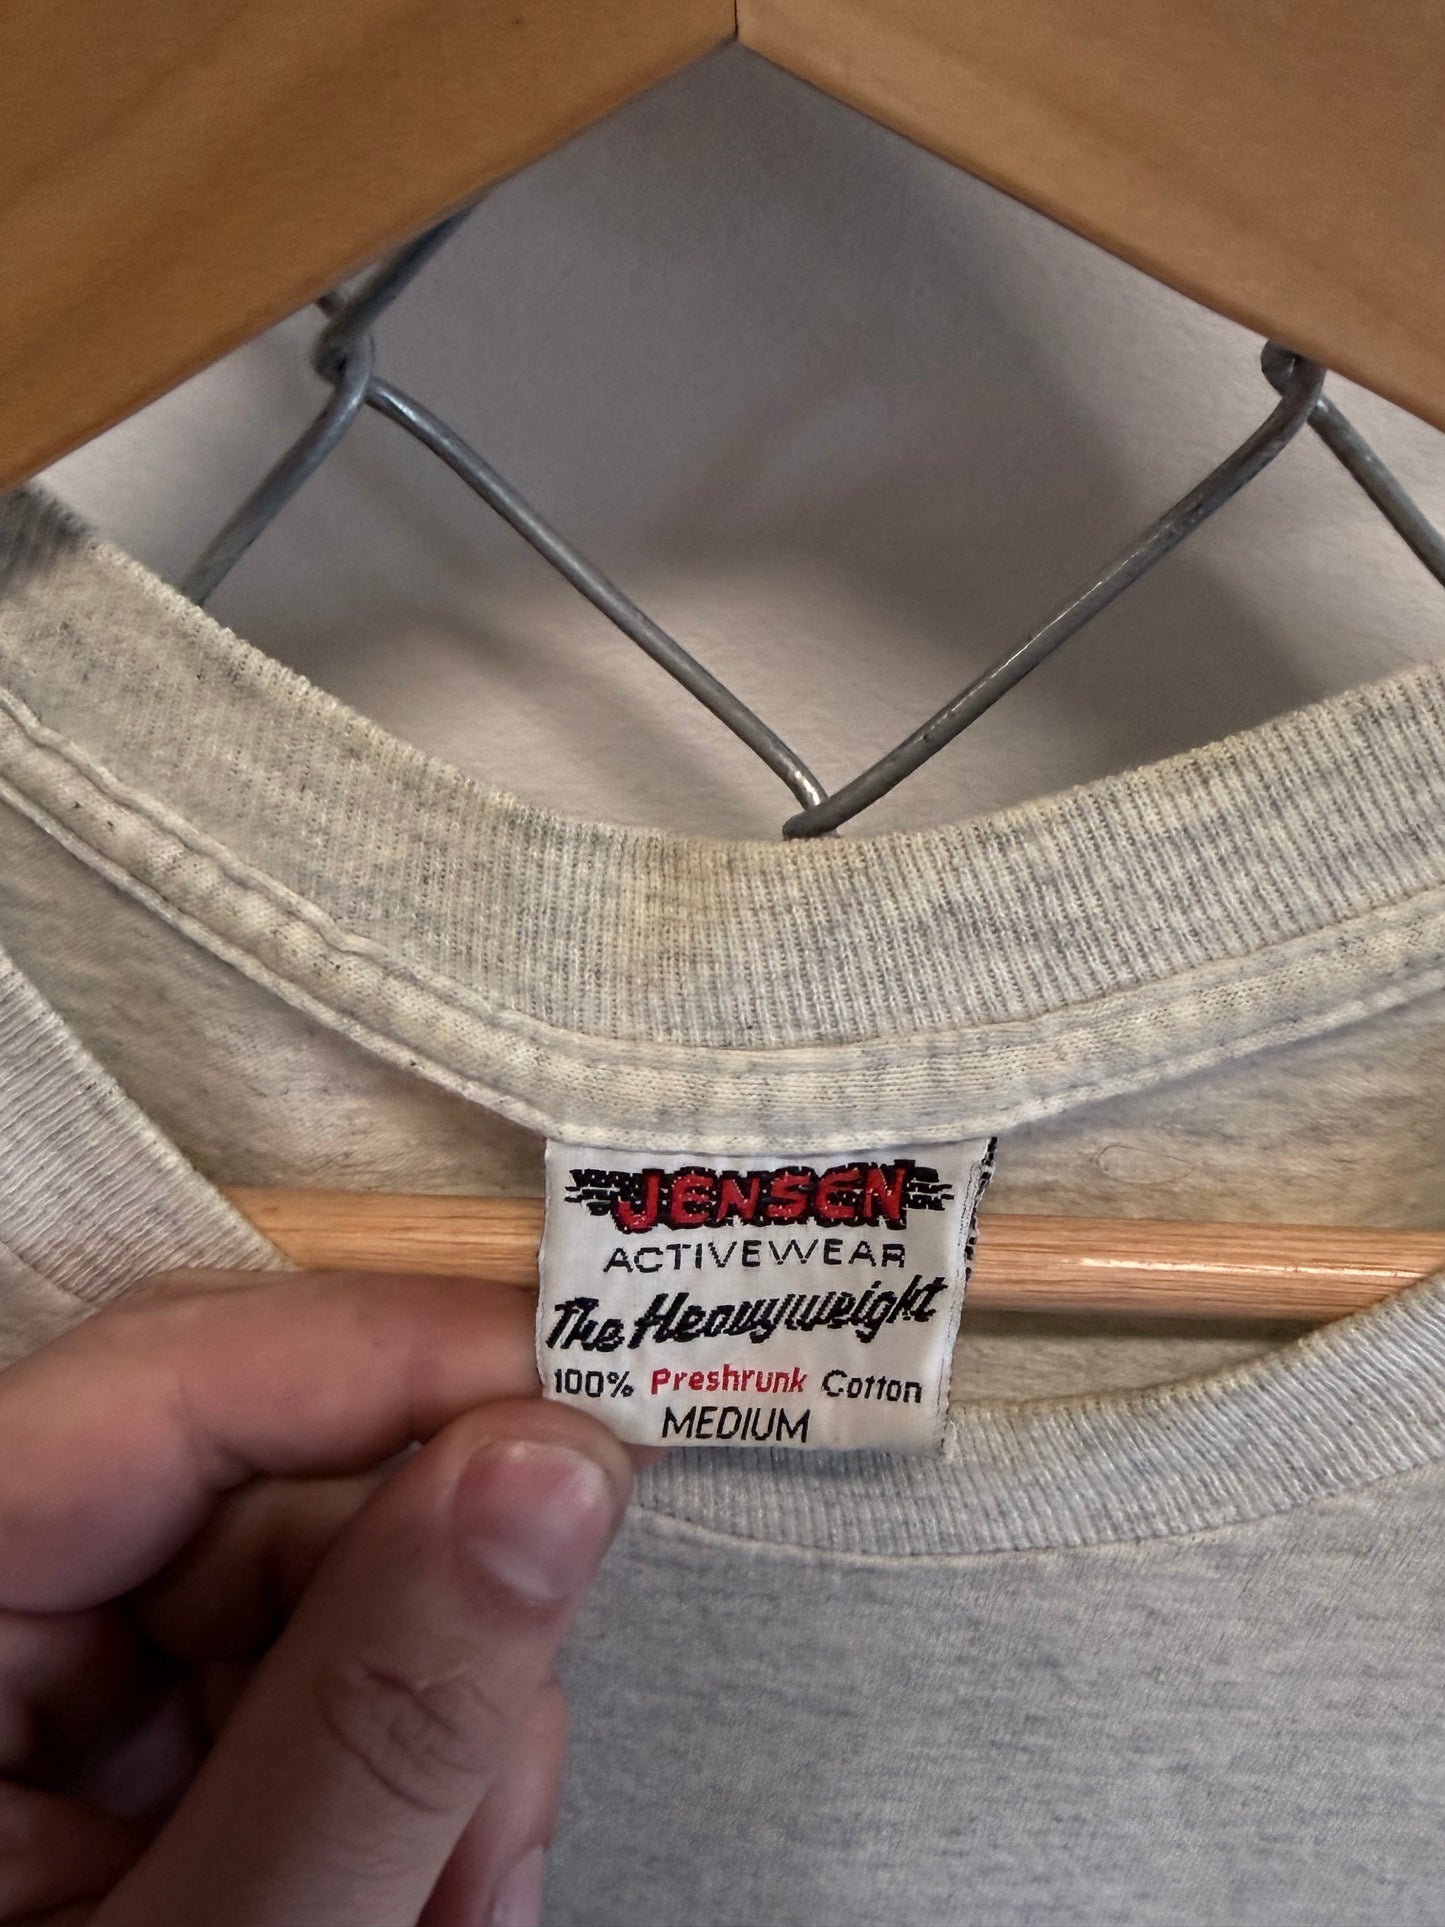 JENSEN
ACTIVEWEAR
The Heavyweight
100% Preshrunk Cotton
MEDIUM